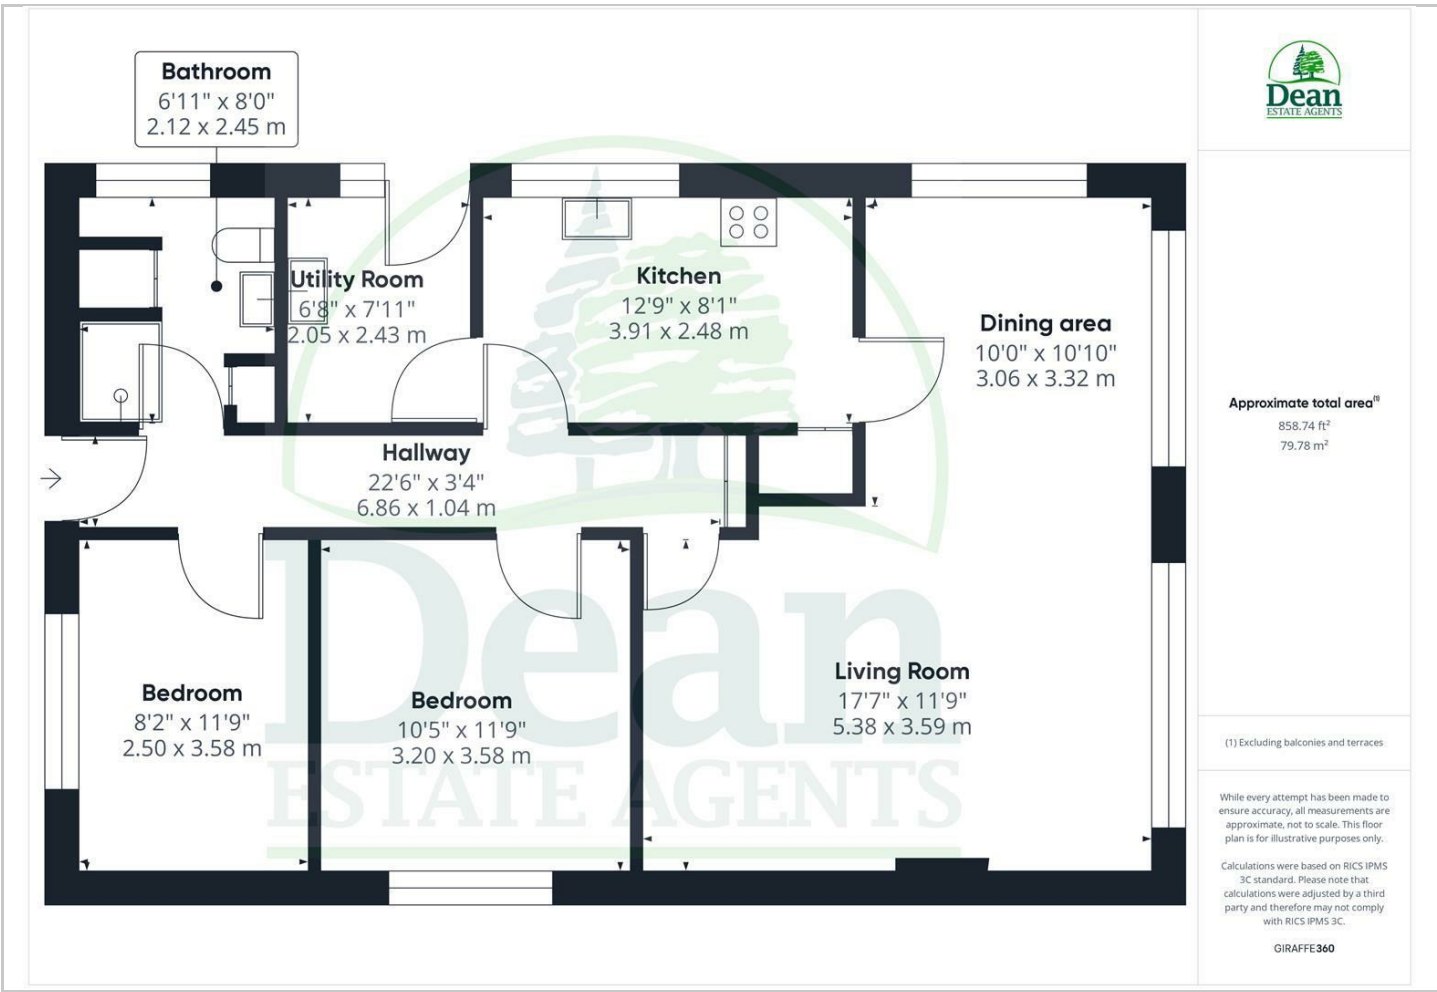 Bathroom
6'11" x 8'0"
2.12 x 2.45 m
Utility Room
6'8" x 7'11"
2.05 x 2.43 m
Kitchen
12'9" x 8'1"
3.91 x 2.48 m
Dining area
10'0" x 10'10"
3.06 x 3.32 m
Hallway
22'6" x 3'4"
6.86 x 1.04 m
Bedroom
8'2" x 11'9"
2.50 x 3.58 m
Bedroom
10'5" x 11'9"
3.20 x 3.58 m
Living Room
17'7" x 11'9"
5.38 x 3.59 m
Dean
ESTATE AGENTS
Dean
ESTATE AGENTS
Approximate total area⁽¹⁾
858.74 ft²
79.78 m²
(1) Excluding balconies and terraces
While every attempt has been made to
ensure accuracy, all measurements are
approximate, not to scale. This floor
plan is for illustrative purposes only.
Calculations were based on RICS IPMS
3C standard. Please note that
calculations were adjusted by a third
party and therefore may not comply
with RICS IPMS 3C.
GIRAFFE360